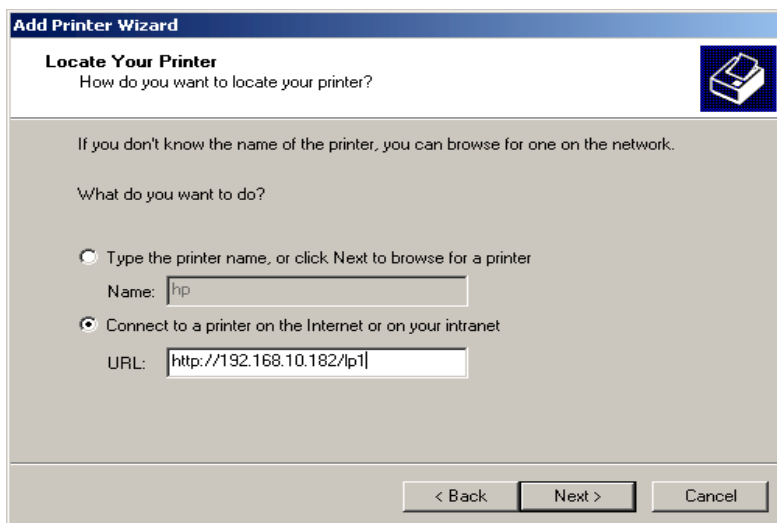 Add Printer Wizard
Locate Your Printer
How do you want to locate your printer?
If you don't know the name of the printer, you can browse for one on the network.
What do you want to do?
Type the printer name, or click Next to browse for a printer
Name: hp
Connect to a printer on the Internet or on your intranet
URL: http://192.168.10.182/lp1
< Back Next > Cancel